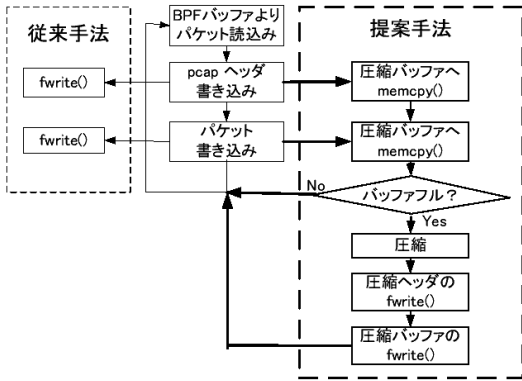 従来手法
fwrite()
fwrite()
BPFバッファより
パケット読込み
pcap ヘッダ
書き込み
パケット
書き込み
提案手法
圧縮バッファへ
memcpy()
圧縮バッファへ
memcpy()
バッファフル？
No
Yes
圧縮
圧縮ヘッダの
fwrite()
圧縮バッファの
fwrite()